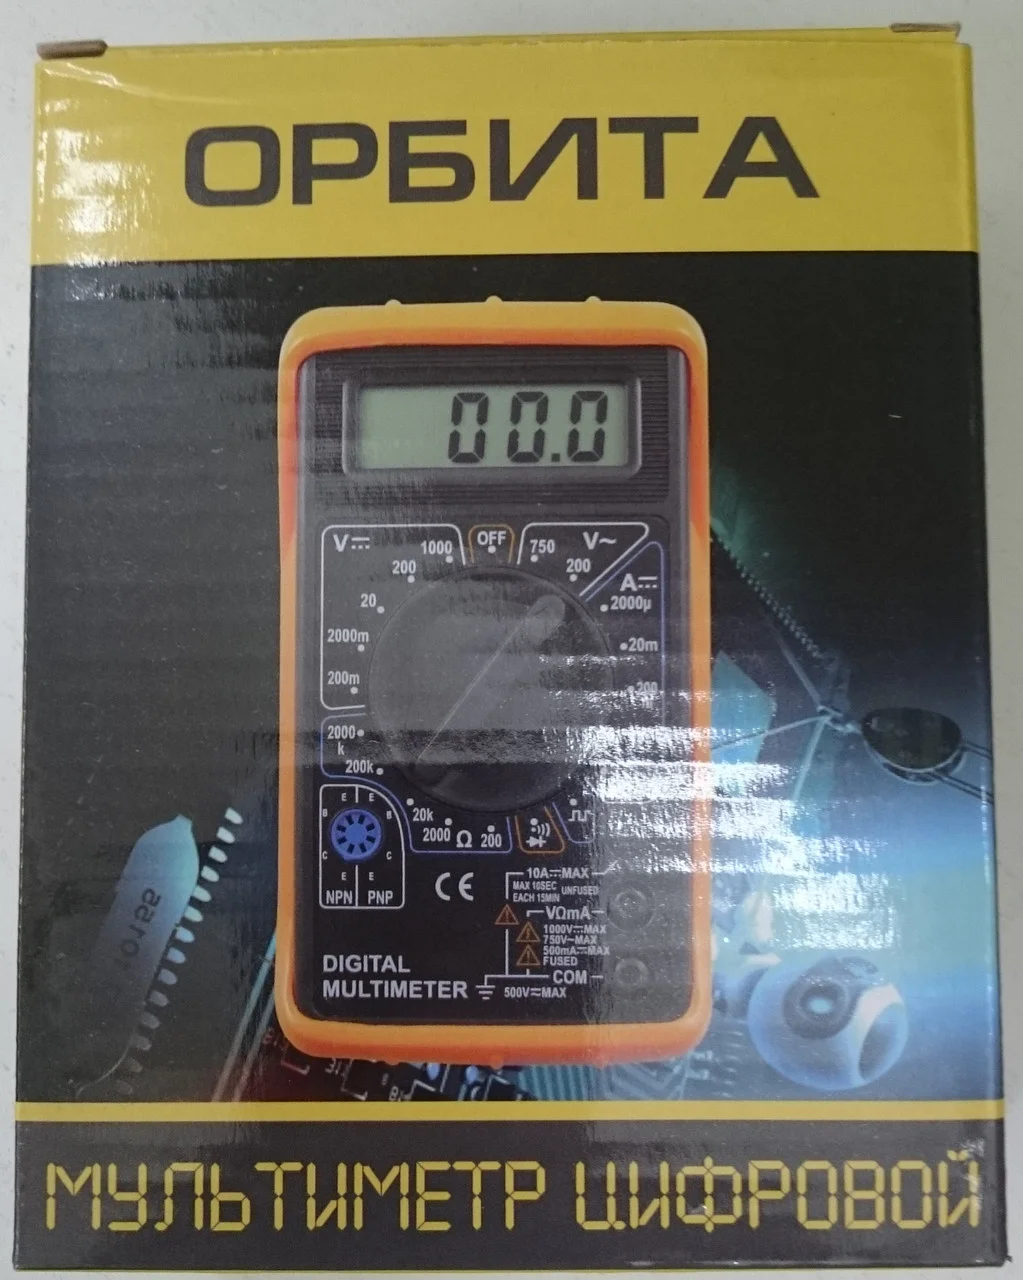 ОРБИТА
00.0
V⎓ 1000 OFF 750 V~
200 200 A⎓
20 2000µ
2000m 20m
200m 200
2000
k
200k
20k
2000 Ω 200
E E
B B
C C
E E
NPN PNP
CE
10A⎓MAX
MAX 10SEC UNFUSED
EACH 15MIN
VΩmA
1000V⎓MAX
750V~MAX
500mA⎓MAX
FUSED
COM
500V≂MAX
DIGITAL
MULTIMETER
МУЛЬТИМЕТР ЦИФРОВОЙ